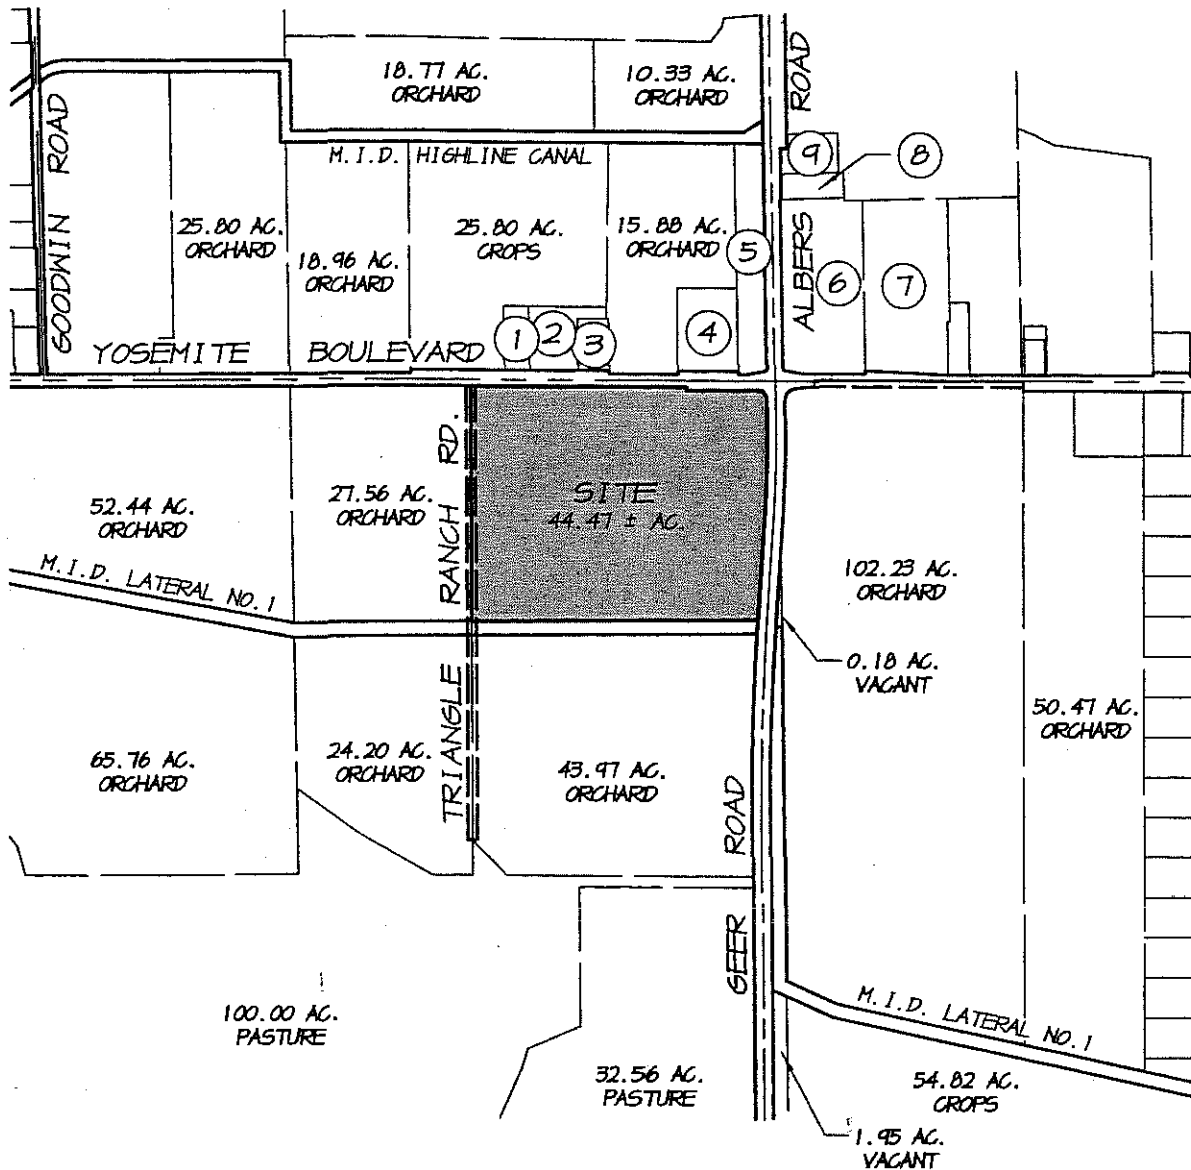 18.77 AC.
ORCHARD
10.33 AC.
ORCHARD
ROAD
GOODWIN ROAD
M.I.D. HIGHLINE CANAL
9
8
25.80 AC.
ORCHARD
18.96 AC.
ORCHARD
25.80 AC.
CROPS
15.88 AC.
ORCHARD
5
ALBERS
6
7
1
2
3
4
YOSEMITE BOULEVARD
52.44 AC.
ORCHARD
27.56 AC.
ORCHARD
TRIANGLE RANCH RD.
SITE
44.47 ± AC.
M.I.D. LATERAL NO. 1
102.23 AC.
ORCHARD
0.18 AC.
VACANT
50.47 AC.
ORCHARD
65.76 AC.
ORCHARD
24.20 AC.
ORCHARD
43.97 AC.
ORCHARD
GEER ROAD
100.00 AC.
PASTURE
32.56 AC.
PASTURE
M.I.D. LATERAL NO. 1
54.82 AC.
CROPS
1.95 AC.
VACANT